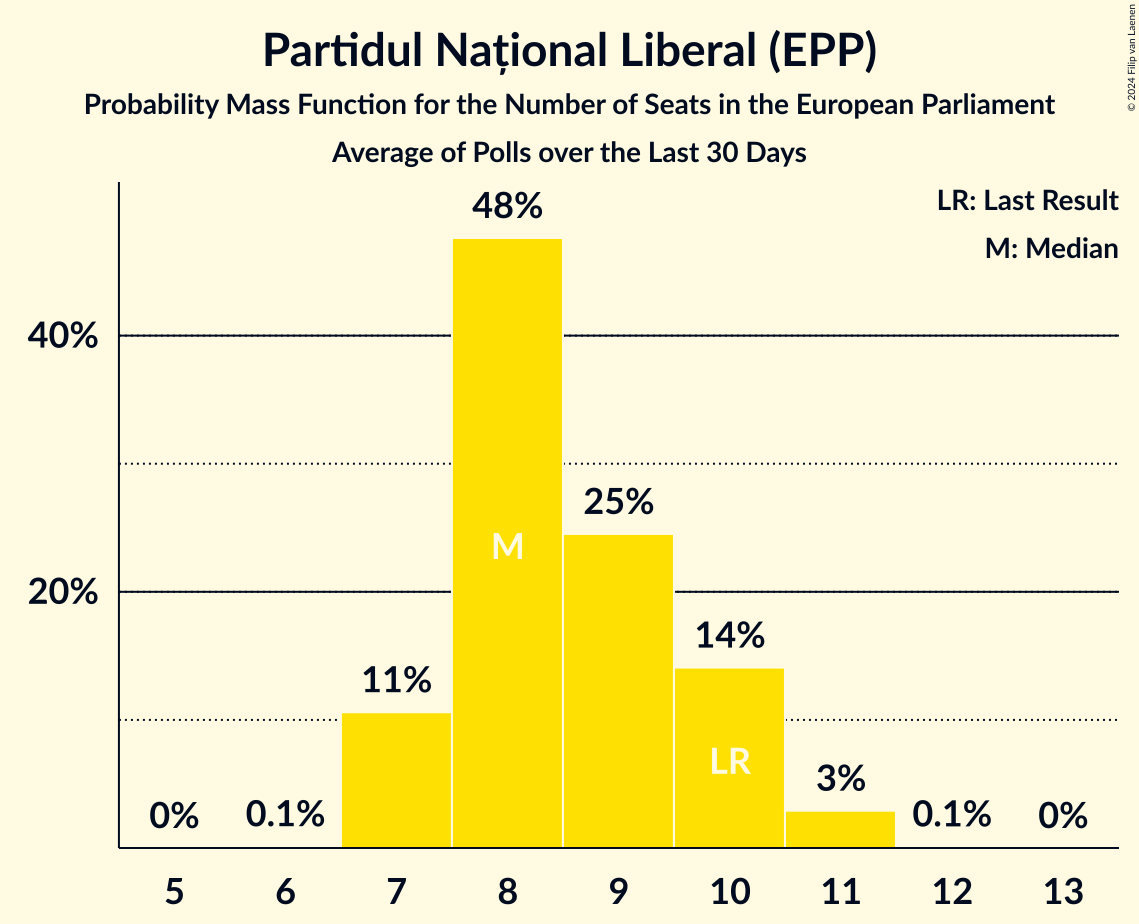 Partidul Național Liberal (EPP)
Probability Mass Function for the Number of Seats in the European Parliament
Average of Polls over the Last 30 Days
© 2024 Filip van Laenen
LR: Last Result
M: Median
40%
20%
0%
0.1%
11%
48%
M
25%
14%
LR
3%
0.1%
0%
5 6 7 8 9 10 11 12 13